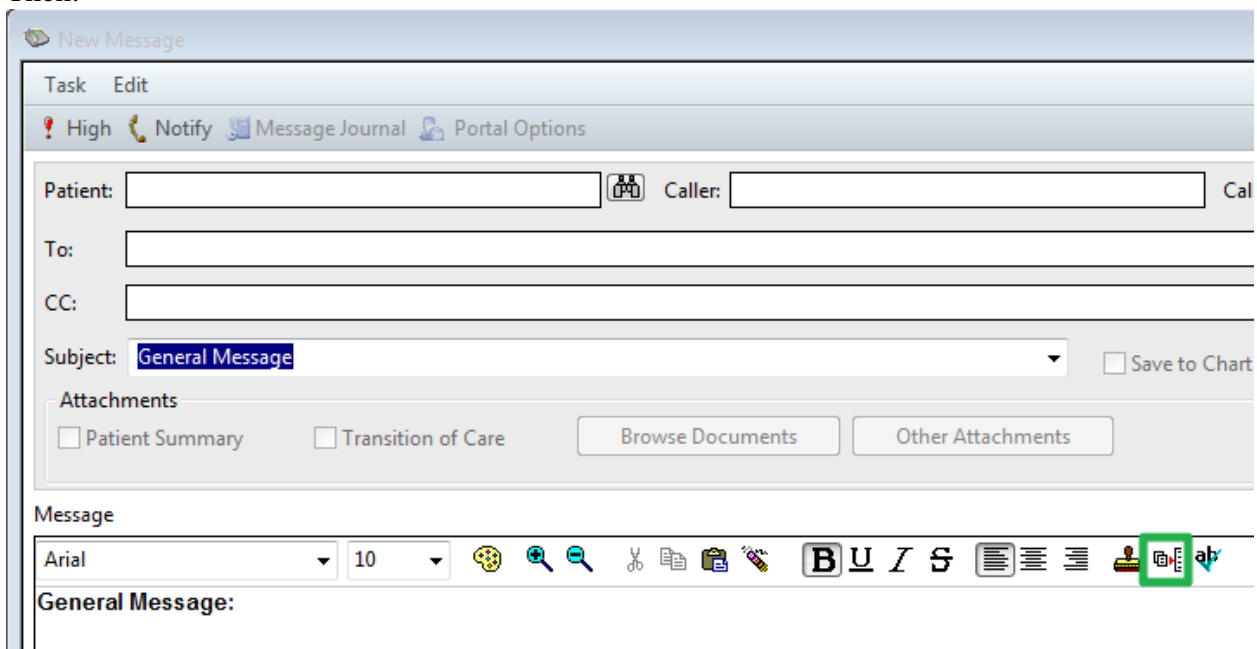 New Message
Task Edit
High Notify Message Journal Portal Options
Patient: Caller: Cal
To:
CC:
Subject: General Message Save to Chart
Attachments
Patient Summary Transition of Care Browse Documents Other Attachments
Message
Arial 10 B U I S ab
General Message: